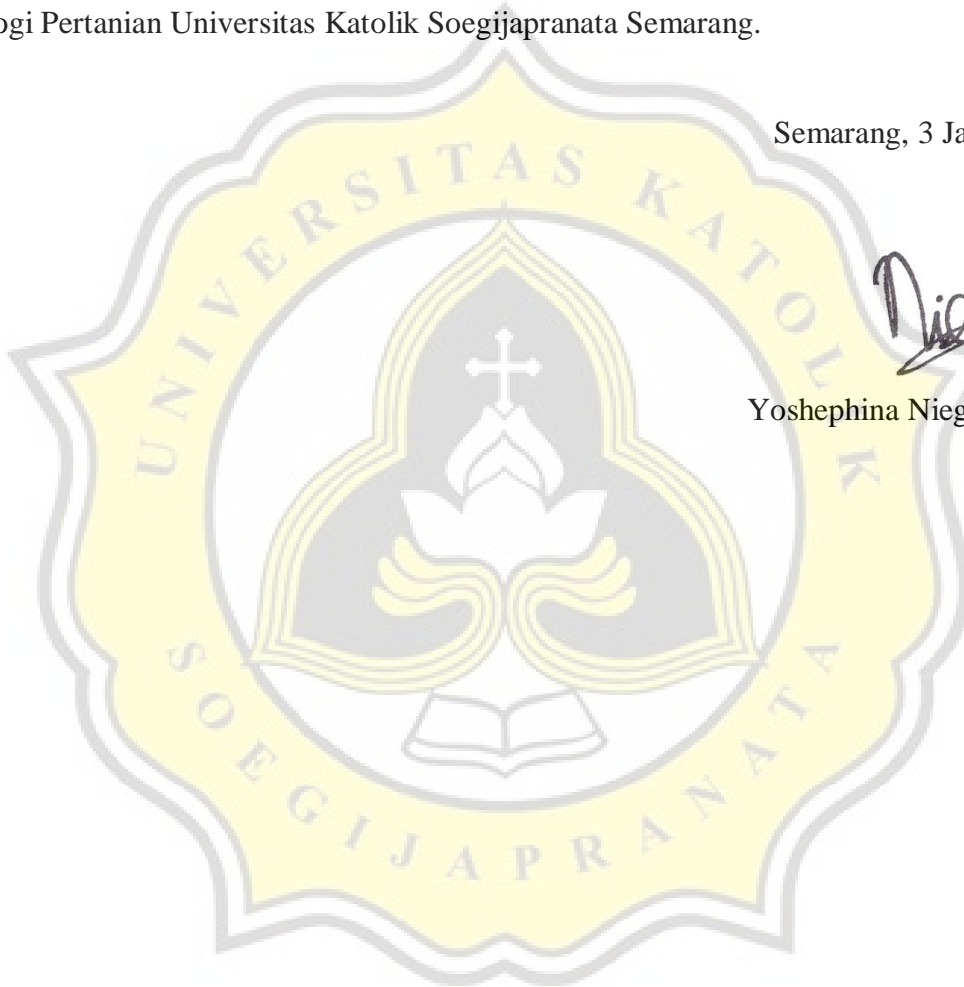 ogi Pertanian Universitas Katolik Soegijapranata Semarang.
Semarang, 3 Ja
Yoshephina Nieg
UNIVERSITAS KATOLIK
SOEGIJAPRANATA